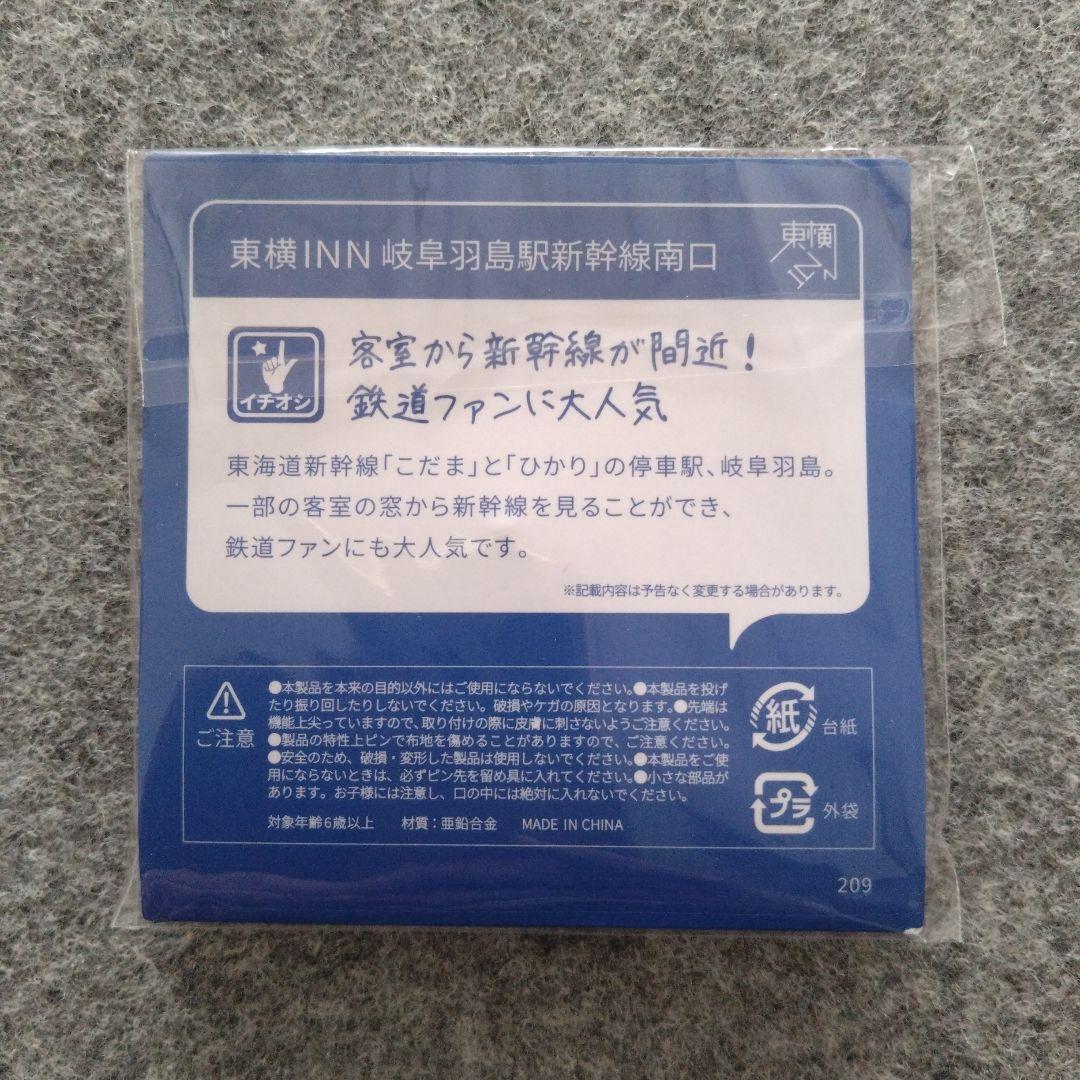 東横INN 岐阜羽島駅新幹線南口
東横
イン
イチオシ
客室から新幹線が間近！
鉄道ファンに大人気
東海道新幹線「こだま」と「ひかり」の停車駅、岐阜羽島。
一部の客室の窓から新幹線を見ることができ、
鉄道ファンにも大人気です。
※記載内容は予告なく変更する場合があります。
ご注意
●本製品を本来の目的以外にはご使用にならないでください。●本製品を投げ
たり振り回したりしないでください。破損やケガの原因となります。●先端は
機能上尖っていますので、取り付けの際に皮膚に刺さないようご注意ください。
●製品の特性上ピンで布地を傷めることがありますので、ご注意ください。
●安全のため、破損・変形した製品は使用しないでください。●本製品をご使
用にならないときは、必ずピン先を留め具に入れてください。●小さな部品が
あります。お子様には注意し、口の中には絶対に入れないでください。
対象年齢6歳以上 材質：亜鉛合金 MADE IN CHINA
紙 台紙
プラ 外袋
209